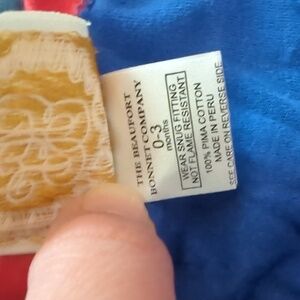 THE BEAUFORT
BONNET COMPANY
0-3
months
WEAR SNUG FITTING
NOT FLAME RESISTANT
100% PIMA COTTON
MADE IN PERU
SEE CARE ON REVERSE SIDE